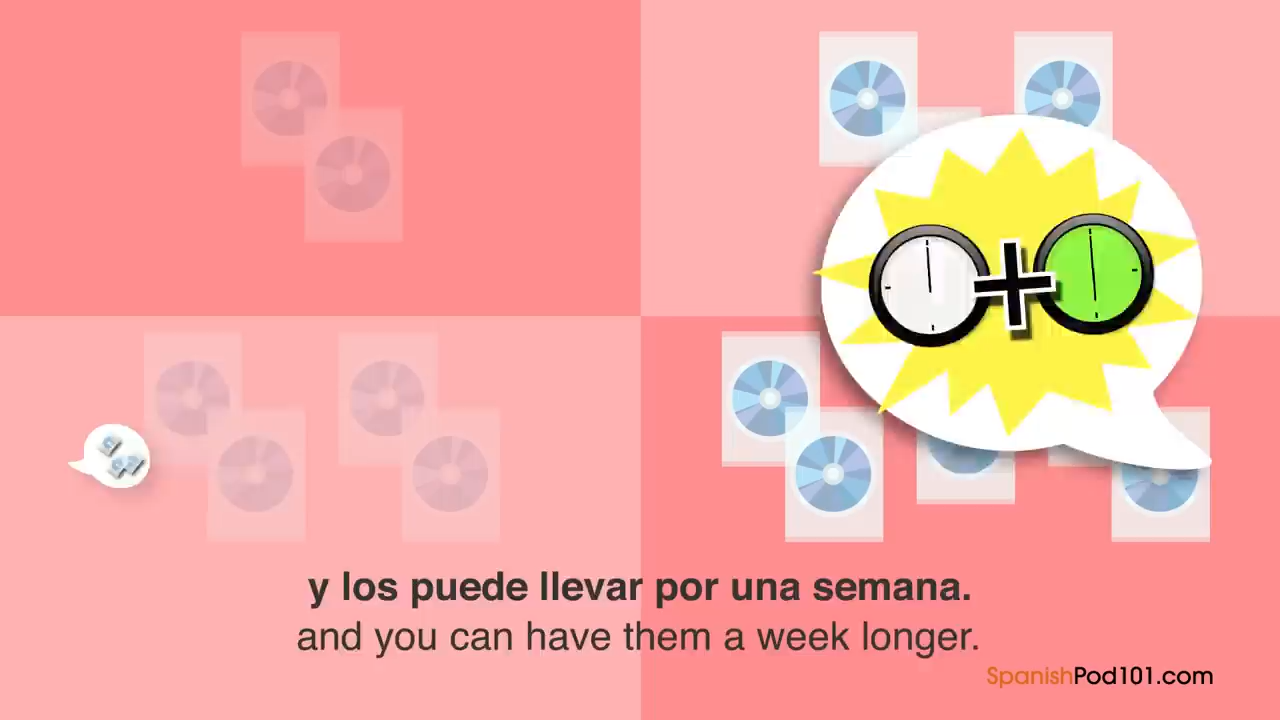 y los puede llevar por una semana.
and you can have them a week longer.
SpanishPod101.com